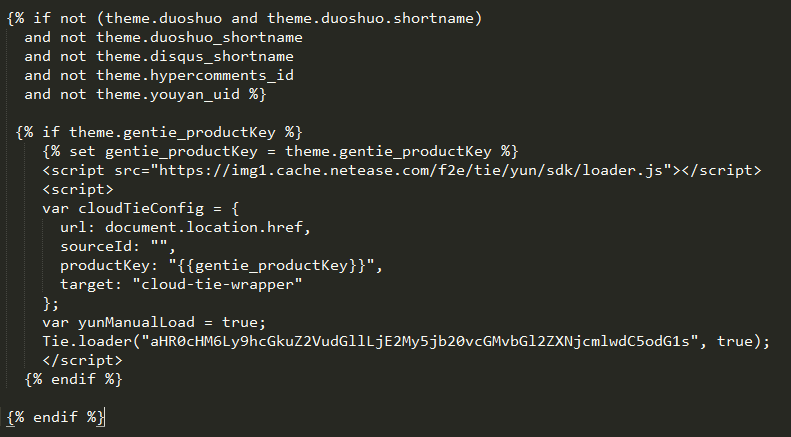 {% if not (theme.duoshuo and theme.duoshuo.shortname)
and not theme.duoshuo_shortname
and not theme.disqus_shortname
and not theme.hypercomments_id
and not theme.youyan_uid %}
{% if theme.gentie_productKey %}
{% set gentie_productKey = theme.gentie_productKey %}
<script src="https://img1.cache.netease.com/f2e/tie/yun/sdk/loader.js"></script>
<script>
var cloudTieConfig = {
url: document.location.href,
sourceId: "",
productKey: "{{gentie_productKey}}",
target: "cloud-tie-wrapper"
};
var yunManualLoad = true;
Tie.loader("aHR0cHM6Ly9hcGkuZ2VudGllLjE2My5jb20vcGMvbGl2ZXNjcmlwdC5odG1s", true);
</script>
{% endif %}
{% endif %}